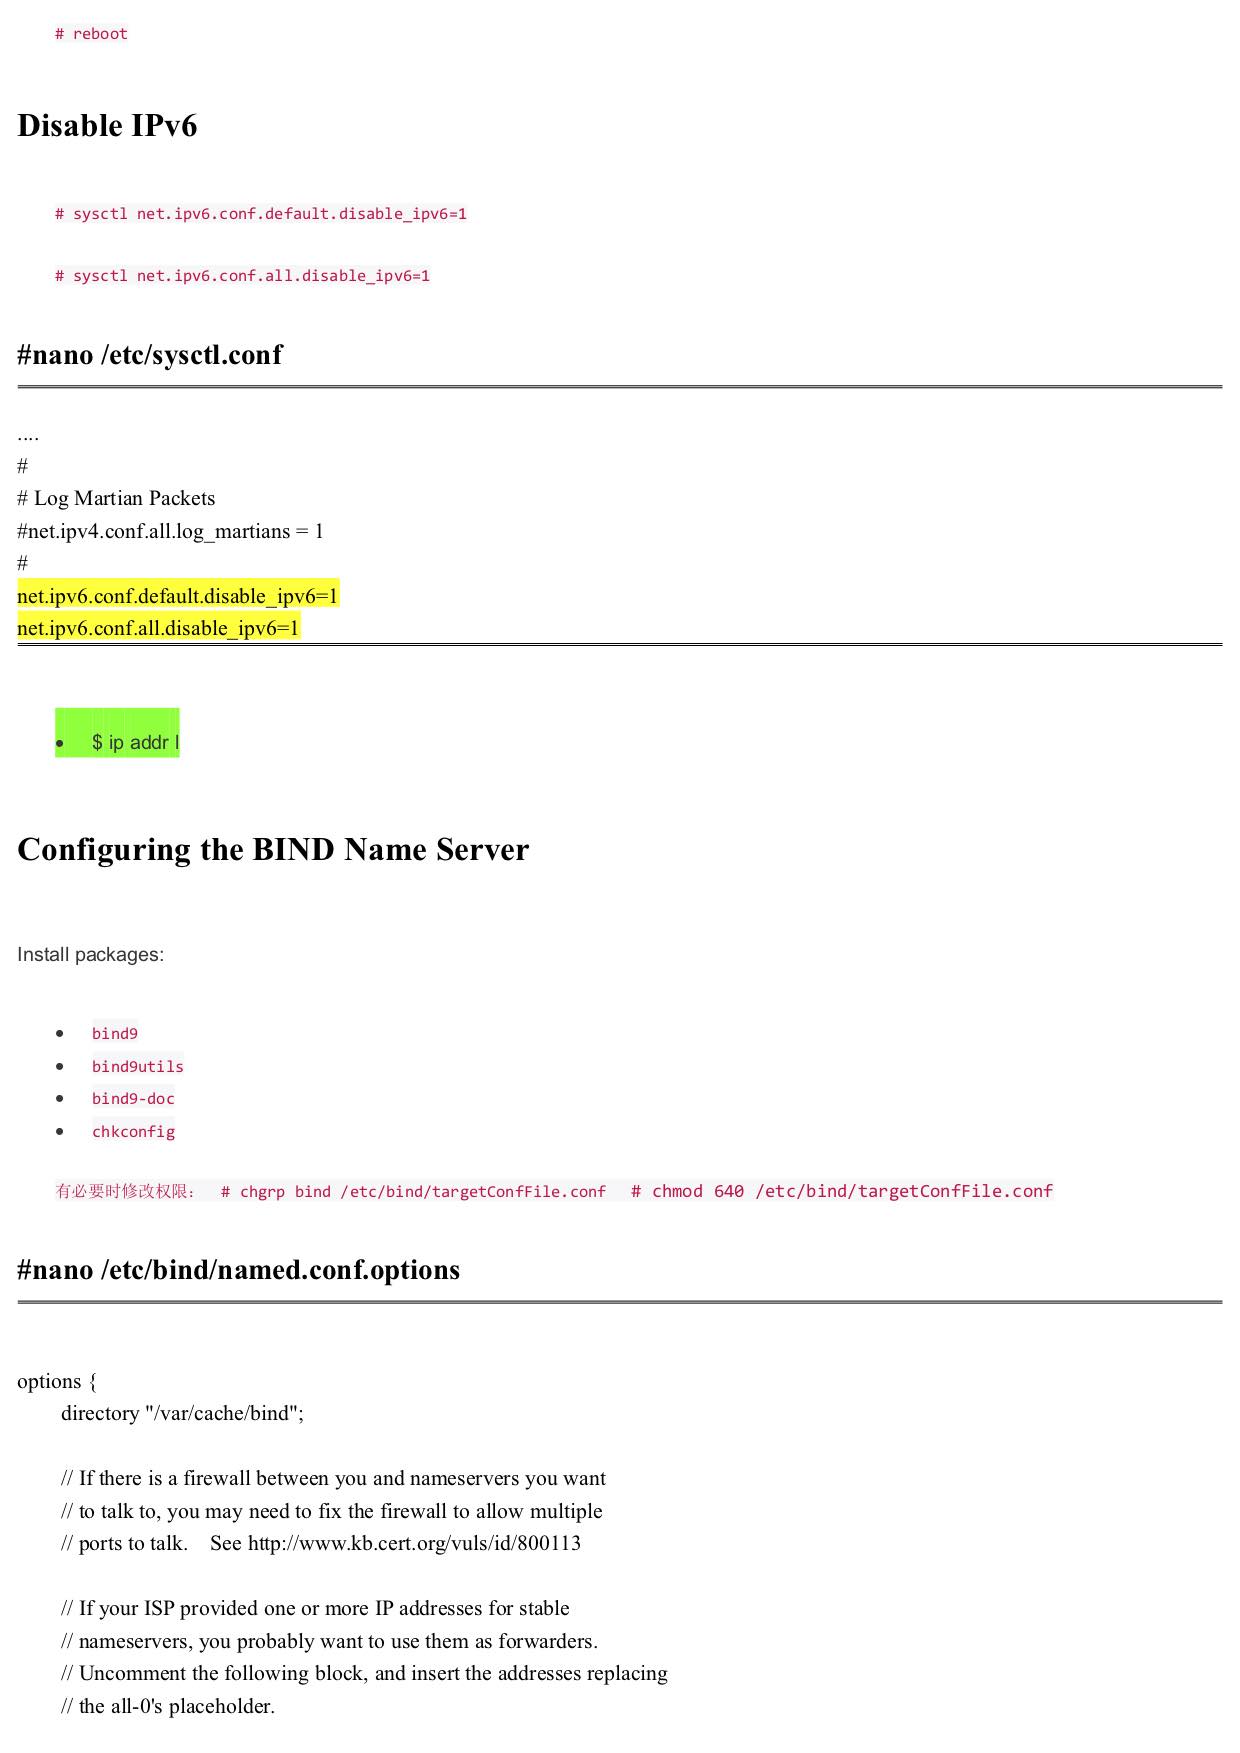 # reboot
Disable IPv6
# sysctl net.ipv6.conf.default.disable_ipv6=1
# sysctl net.ipv6.conf.all.disable_ipv6=1
#nano /etc/sysctl.conf
....
#
# Log Martian Packets
#net.ipv4.conf.all.log_martians = 1
#
net.ipv6.conf.default.disable_ipv6=1
net.ipv6.conf.all.disable_ipv6=1
• $ ip addr l
Configuring the BIND Name Server
Install packages:
• bind9
• bind9utils
• bind9-doc
• chkconfig
有必要时修改权限： # chgrp bind /etc/bind/targetConfFile.conf # chmod 640 /etc/bind/targetConfFile.conf
#nano /etc/bind/named.conf.options
options {
directory "/var/cache/bind";
// If there is a firewall between you and nameservers you want
// to talk to, you may need to fix the firewall to allow multiple
// ports to talk. See http://www.kb.cert.org/vuls/id/800113
// If your ISP provided one or more IP addresses for stable
// nameservers, you probably want to use them as forwarders.
// Uncomment the following block, and insert the addresses replacing
// the all-0's placeholder.